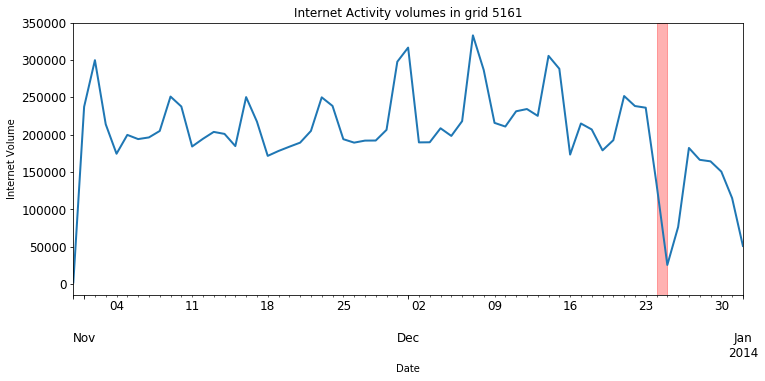 Internet Activity volumes in grid 5161
350000
300000
250000
200000
150000
100000
50000
0
Internet Volume
04 11 18 25 02 09 16 23 30
Nov Dec Jan
2014
Date